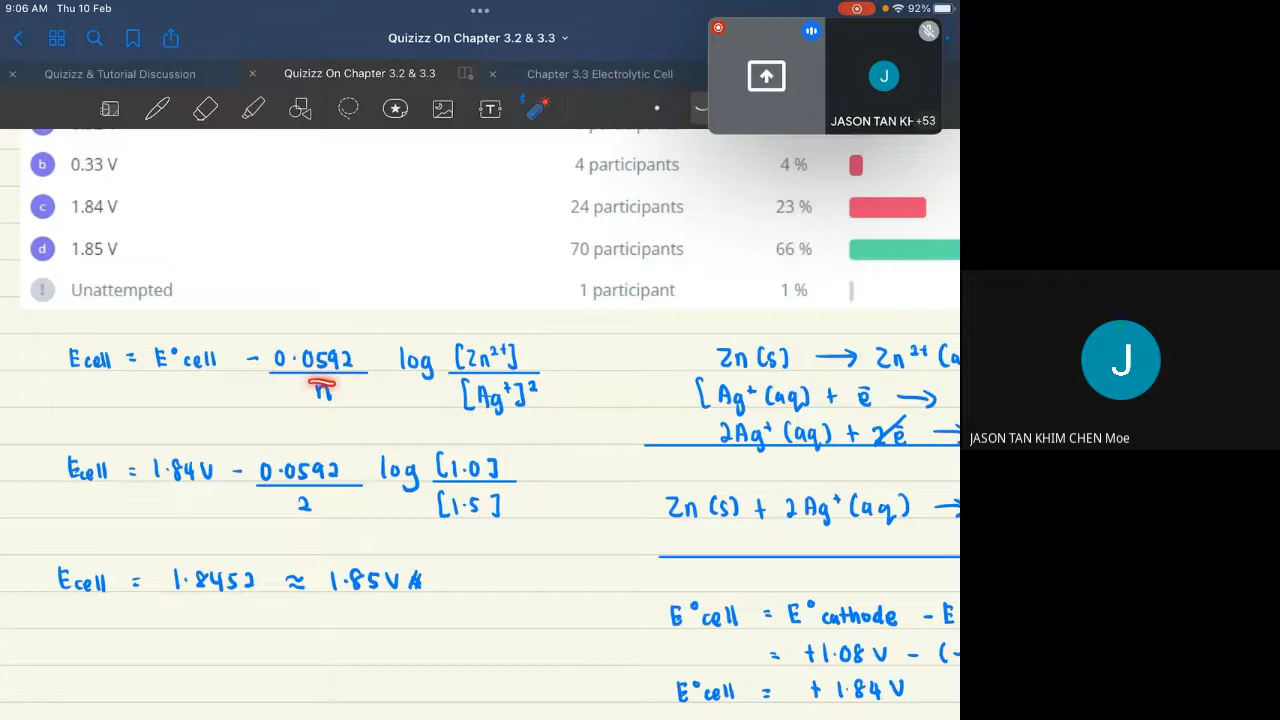 9:06 AM Thu 10 Feb
92%
Quizizz On Chapter 3.2 & 3.3
Quizizz & Tutorial Discussion
Quizizz On Chapter 3.2 & 3.3
Chapter 3.3 Electrolytic Cell
J
JASON TAN KH +53
b 0.33 V 4 participants 4 %
c 1.84 V 24 participants 23 %
d 1.85 V 70 participants 66 %
! Unattempted 1 participant 1 %
Ecell = E°cell - 0.0592/n log [Zn²⁺]/[Ag⁺]²
Ecell = 1.84V - 0.0592/2 log [1.0]/[1.5]
Ecell = 1.8452 ≈ 1.85V
Zn(s) → Zn²⁺(a
[Ag⁺(aq) + ē →
2Ag⁺(aq) + 2ē →
Zn(s) + 2Ag⁺(aq) →
E°cell = E°cathode - E
= +1.08V - (-
E°cell = +1.84V
J
JASON TAN KHIM CHEN Moe